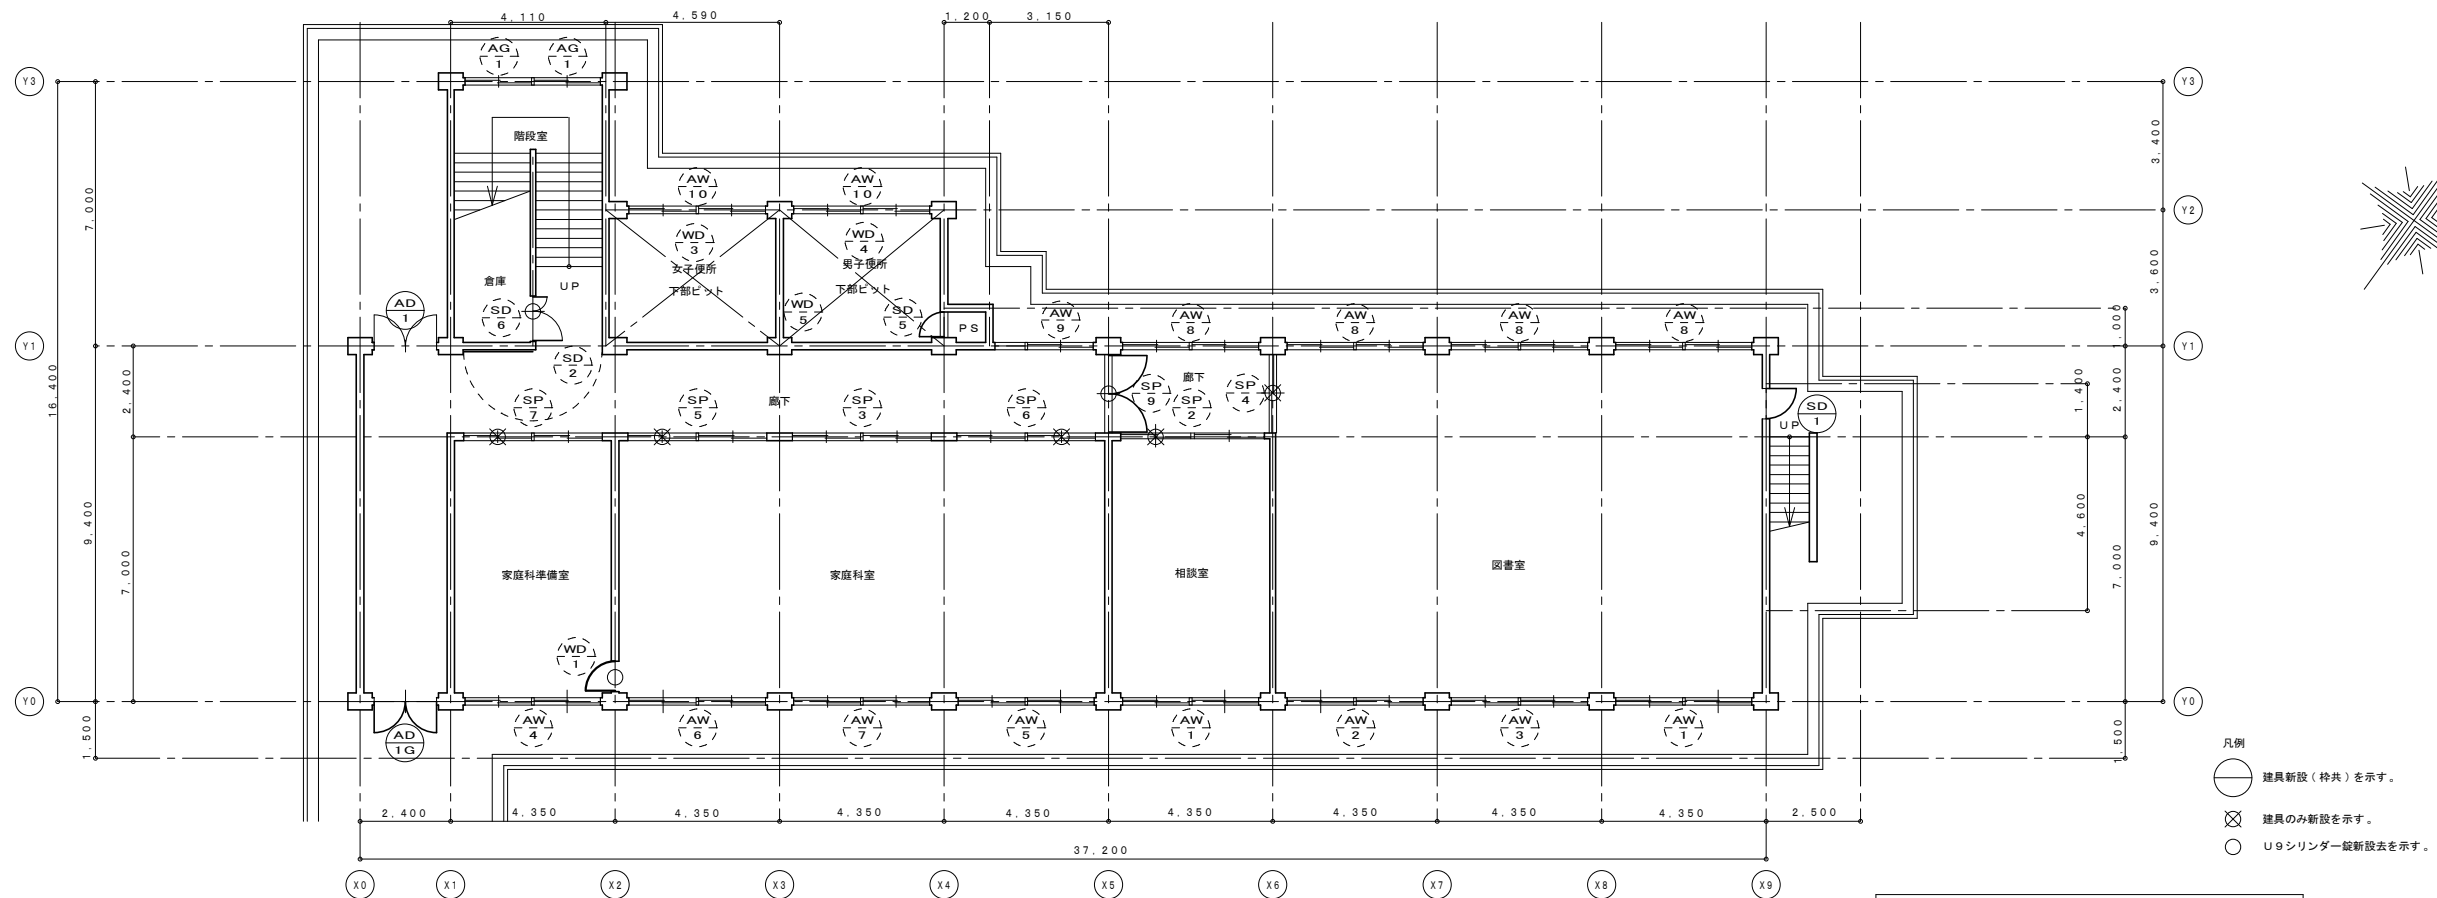 4,110
4,590
1,200
3,150
AG
1
AG
1
Y3
Y3
階段室
3,400
7,000
AW
10
AW
10
Y2
WD
3
WD
4
女子便所
下部ピット
男子便所
下部ピット
倉庫
UP
3,600
AD
1
SD
6
WD
5
SD
5
PS
AW
9
AW
8
AW
8
AW
8
AW
8
1,000
Y1
Y1
SD
2
16,400
2,400
SP
7
SP
5
廊下
SP
3
SP
6
SP
9
廊下
SP
2
SP
4
SD
1
UP
1,400
2,400
9,400
7,000
家庭科準備室
家庭科室
相談室
図書室
4,600
7,000
9,400
WD
1
Y0
Y0
1,500
AD
1G
AW
4
AW
6
AW
7
AW
5
AW
1
AW
2
AW
3
AW
1
1,500
凡例
建具新設(枠共)を示す。
建具のみ新設を示す。
U9シリンダー錠新設去を示す。
2,400
4,350
4,350
4,350
4,350
4,350
4,350
4,350
4,350
2,500
37,200
X0
X1
X2
X3
X4
X5
X6
X7
X8
X9